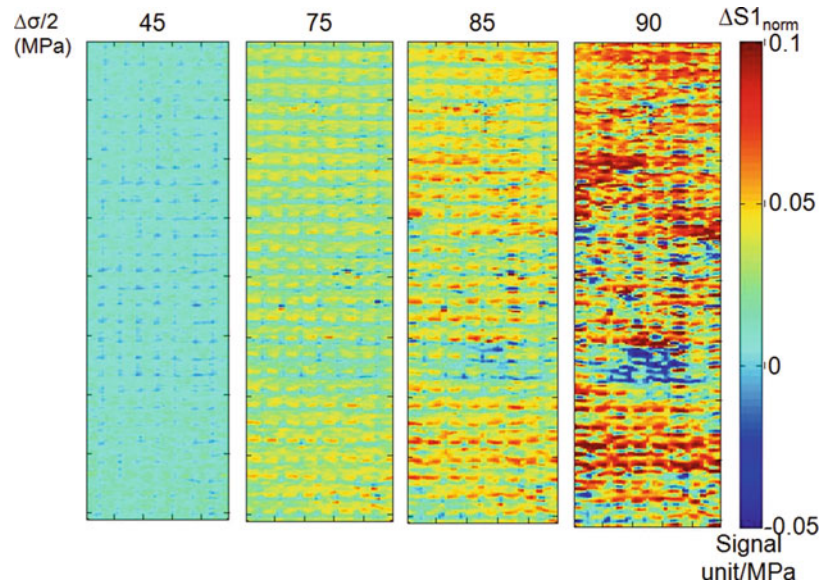 Δσ/2 45 75 85 90 ΔS1norm
(MPa)
0.1
0.05
0
-0.05
Signal
unit/MPa